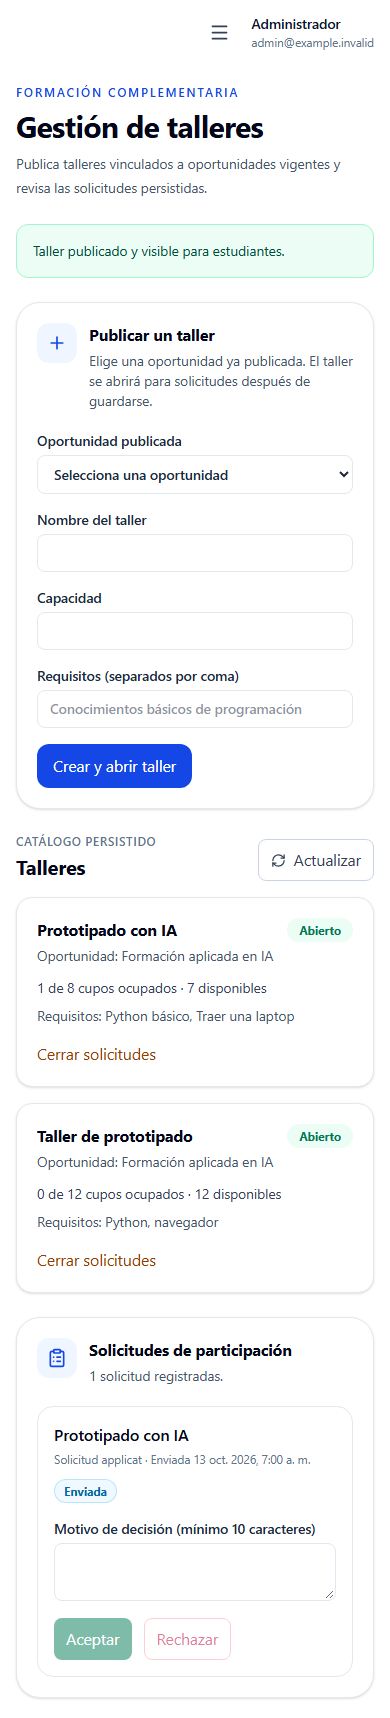 Administrador
admin@example.invalid
FORMACIÓN COMPLEMENTARIA
Gestión de talleres
Publica talleres vinculados a oportunidades vigentes y
revisa las solicitudes persistidas.
Taller publicado y visible para estudiantes.
Publicar un taller
Elige una oportunidad ya publicada. El taller
se abrirá para solicitudes después de
guardarse.
Oportunidad publicada
Selecciona una oportunidad
Nombre del taller
Capacidad
Requisitos (separados por coma)
Conocimientos básicos de programación
Crear y abrir taller
CATÁLOGO PERSISTIDO
Talleres
Actualizar
Prototipado con IA
Abierto
Oportunidad: Formación aplicada en IA
1 de 8 cupos ocupados · 7 disponibles
Requisitos: Python básico, Traer una laptop
Cerrar solicitudes
Taller de prototipado
Abierto
Oportunidad: Formación aplicada en IA
0 de 12 cupos ocupados · 12 disponibles
Requisitos: Python, navegador
Cerrar solicitudes
Solicitudes de participación
1 solicitud registradas.
Prototipado con IA
Solicitud applicat · Enviada 13 oct. 2026, 7:00 a. m.
Enviada
Motivo de decisión (mínimo 10 caracteres)
Aceptar
Rechazar